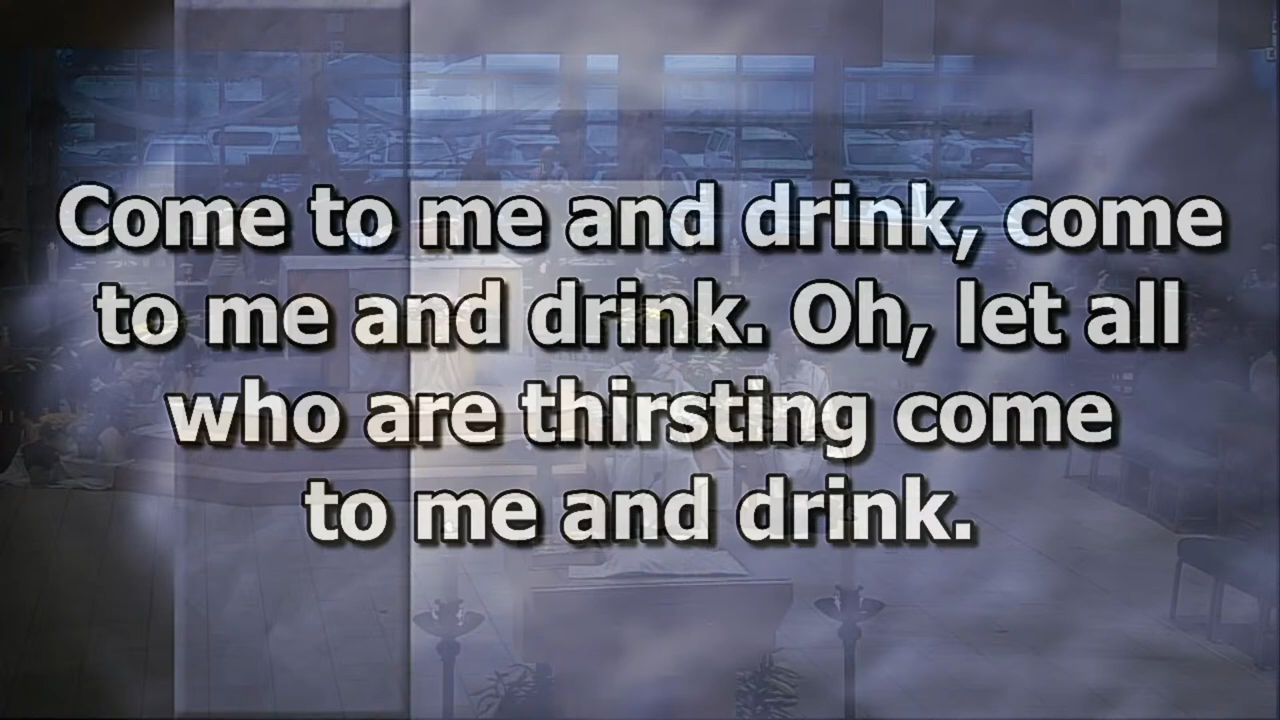 Come to me and drink, come
to me and drink. Oh, let all
who are thirsting come
to me and drink.